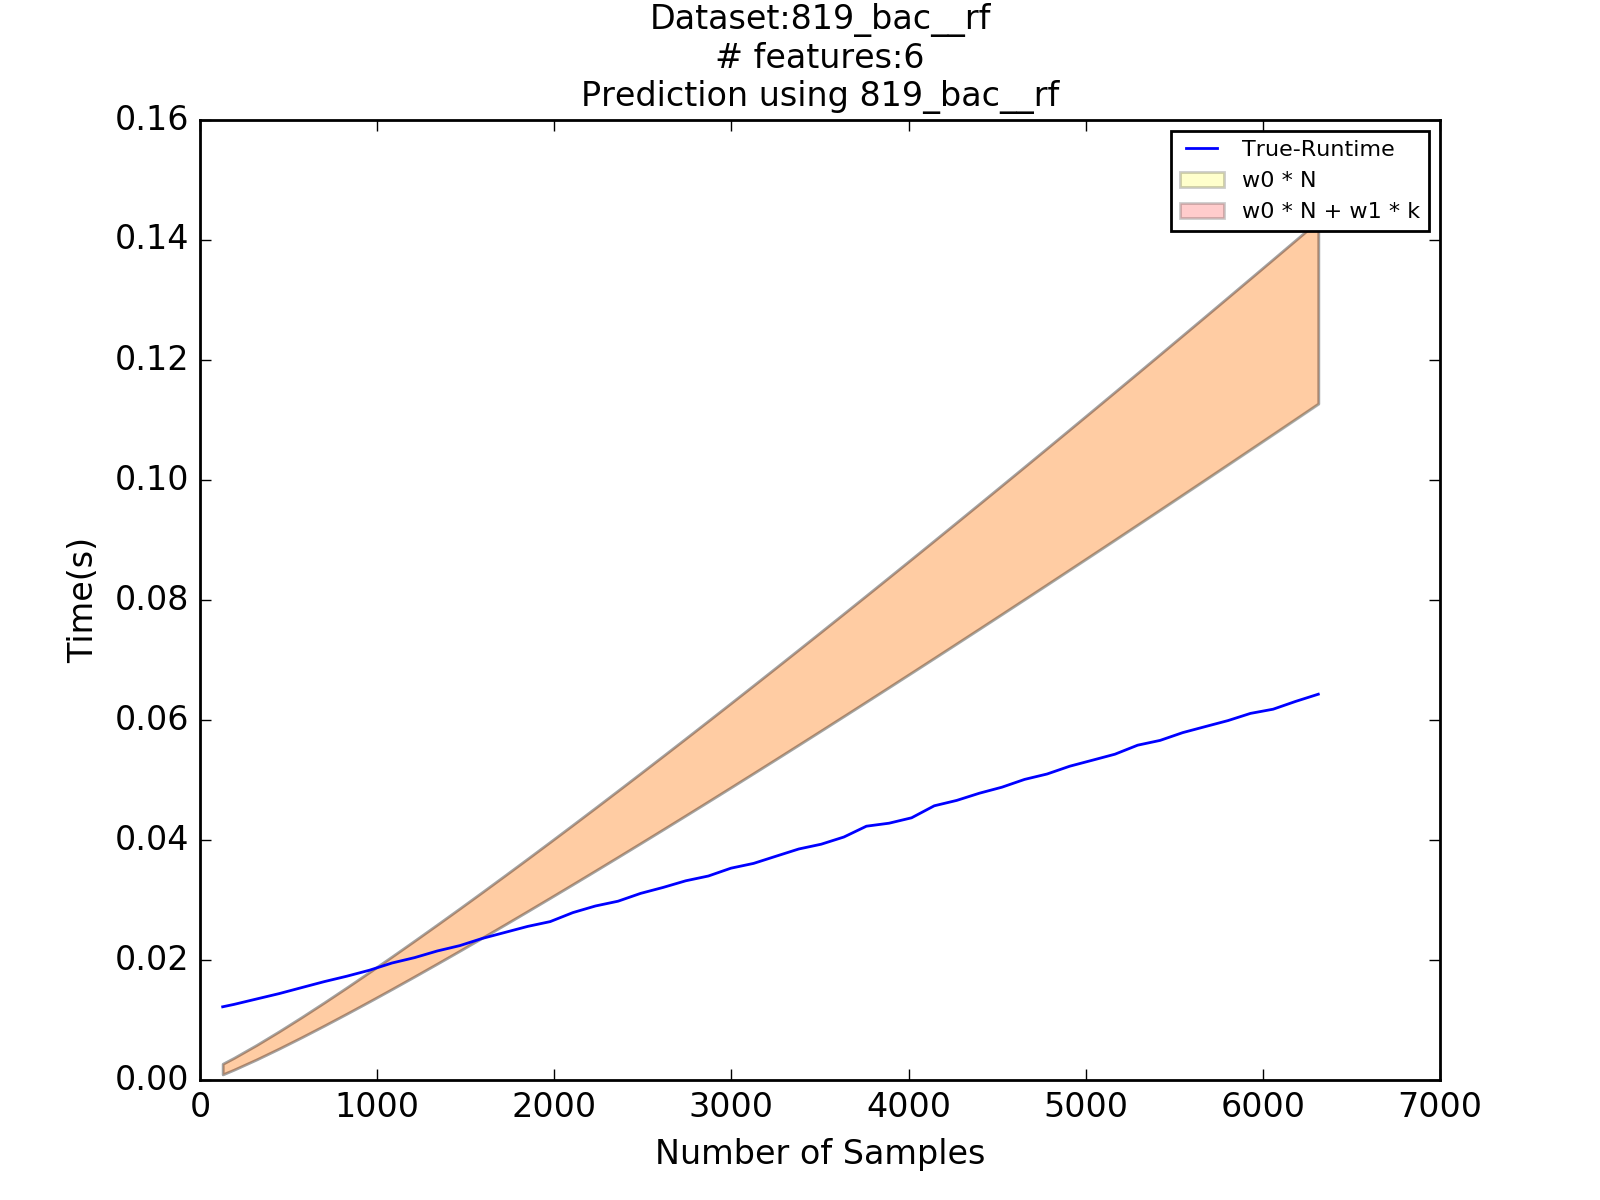 Dataset:819_bac__rf
# features:6
Prediction using 819_bac__rf
0.16
0.14
0.12
0.10
0.08
0.06
0.04
0.02
0.00
Time(s)
True-Runtime
w0 * N
w0 * N + w1 * k
0 1000 2000 3000 4000 5000 6000 7000
Number of Samples